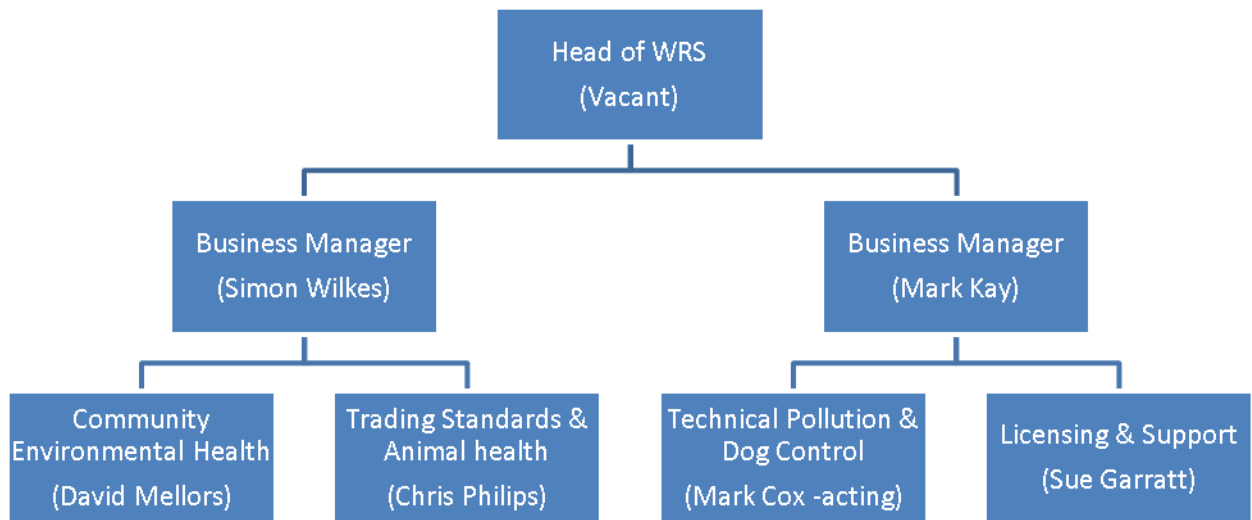 Head of WRS
(Vacant)
Business Manager
(Simon Wilkes)
Business Manager
(Mark Kay)
Community
Environmental Health
(David Mellors)
Trading Standards &
Animal health
(Chris Philips)
Technical Pollution &
Dog Control
(Mark Cox -acting)
Licensing & Support
(Sue Garratt)